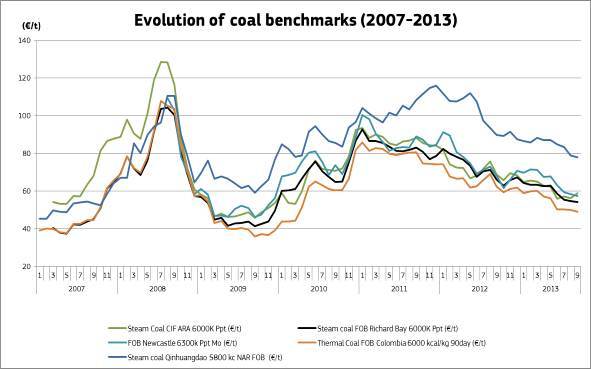 Evolution of coal benchmarks (2007-2013)
(€/t)
140
120
100
80
60
40
20
1 3 5 7 9 11 1 3 5 7 9 11 1 3 5 7 9 11 1 3 5 7 9 11 1 3 5 7 9 11 1 3 5 7 9 11 1 3 5 7 9
2007 2008 2009 2010 2011 2012 2013
Steam Coal CIF ARA 6000K Ppt (€/t)
Steam coal FOB Richard Bay 6000K Ppt (€/t)
FOB Newcastle 6300k Ppt Mo (€/t)
Thermal Coal FOB Colombia 6000 kcal/kg 90day (€/t)
Steam coal Qinhuangdao 5800 kc NAR FOB (€/t)